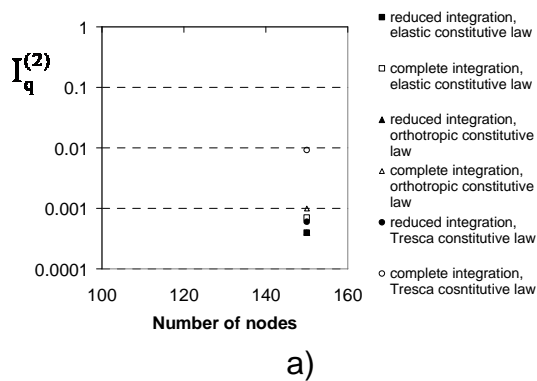 I_q^(2)
1
0.1
0.01
0.001
0.0001
100 120 140 160
Number of nodes
reduced integration,
elastic constitutive law
complete integration,
elastic constitutive law
reduced integration,
orthotropic constitutive
law
complete integration,
orthotropic constitutive
law
reduced integration,
Tresca constitutive law
complete integration,
Tresca cosntitutive law
a)